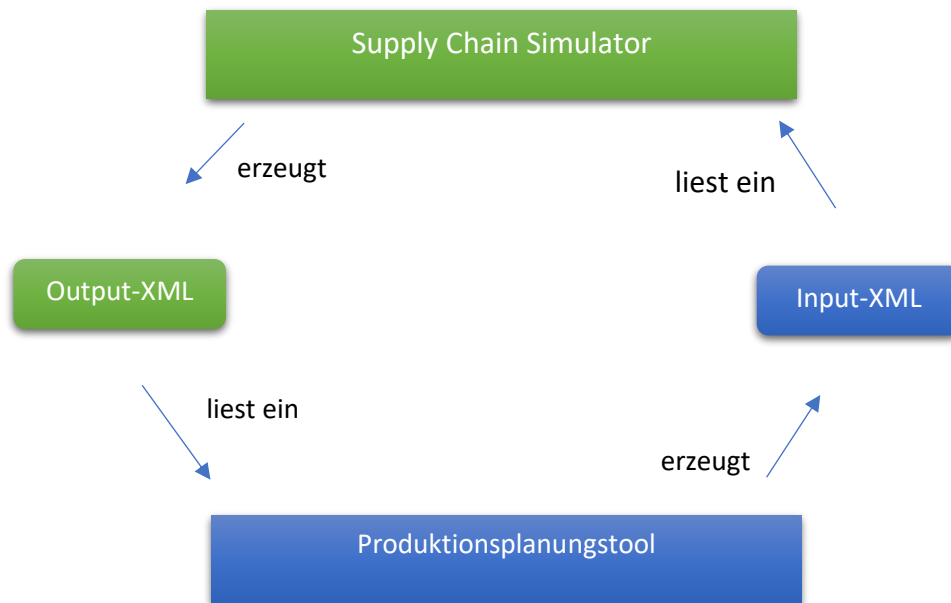 Supply Chain Simulator
erzeugt
liest ein
Output-XML
Input-XML
liest ein
erzeugt
Produktionsplanungstool